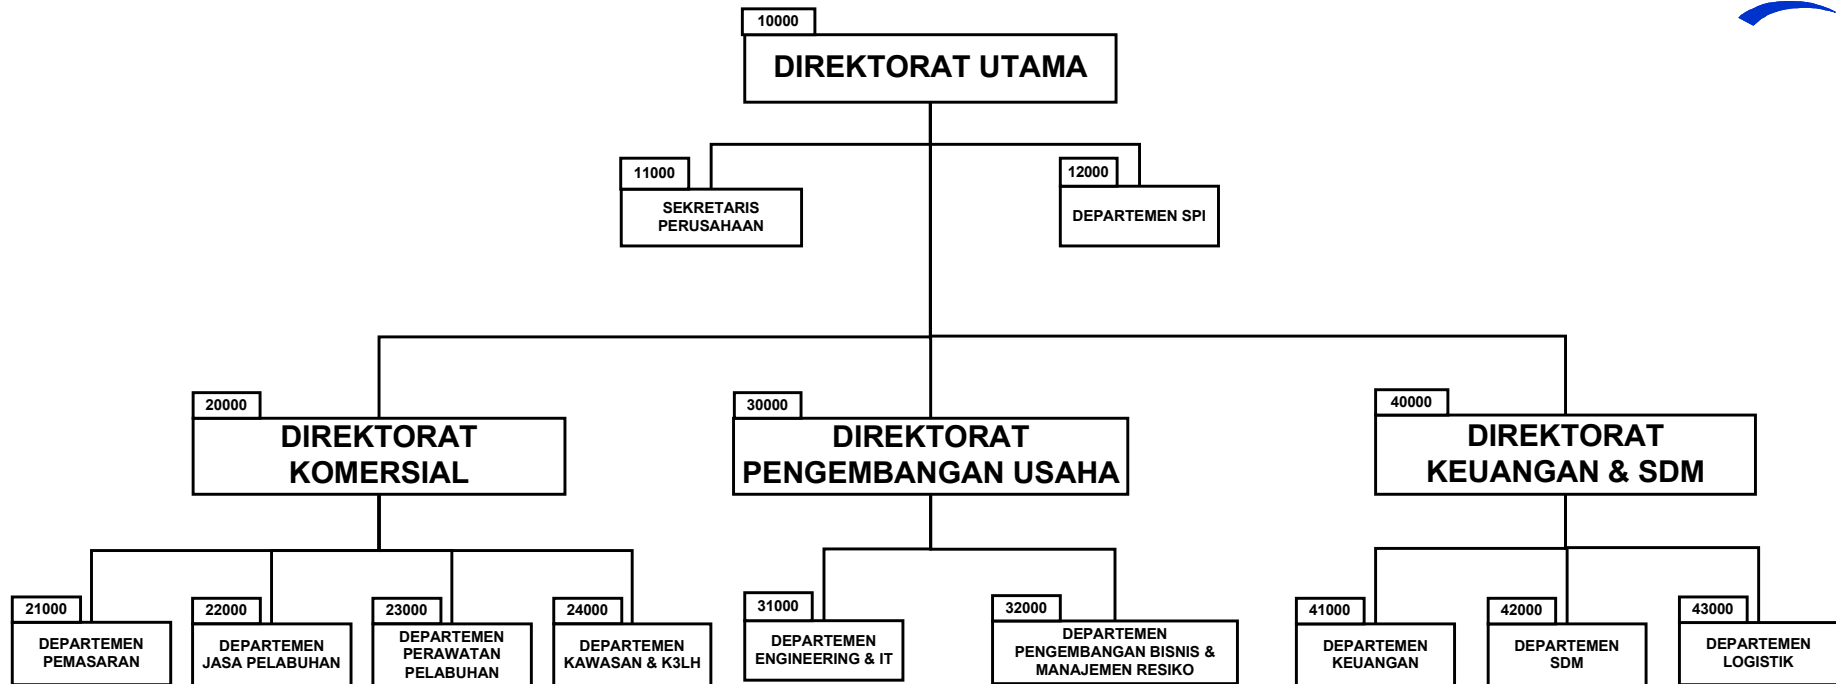 10000
DIREKTORAT UTAMA
11000
SEKRETARIS
PERUSAHAAN
12000
DEPARTEMEN SPI
20000
DIREKTORAT
KOMERSIAL
30000
DIREKTORAT
PENGEMBANGAN USAHA
40000
DIREKTORAT
KEUANGAN & SDM
21000
DEPARTEMEN
PEMASARAN
22000
DEPARTEMEN
JASA PELABUHAN
23000
DEPARTEMEN
PERAWATAN
PELABUHAN
24000
DEPARTEMEN
KAWASAN & K3LH
31000
DEPARTEMEN
ENGINEERING & IT
32000
DEPARTEMEN
PENGEMBANGAN BISNIS &
MANAJEMEN RESIKO
41000
DEPARTEMEN
KEUANGAN
42000
DEPARTEMEN
SDM
43000
DEPARTEMEN
LOGISTIK